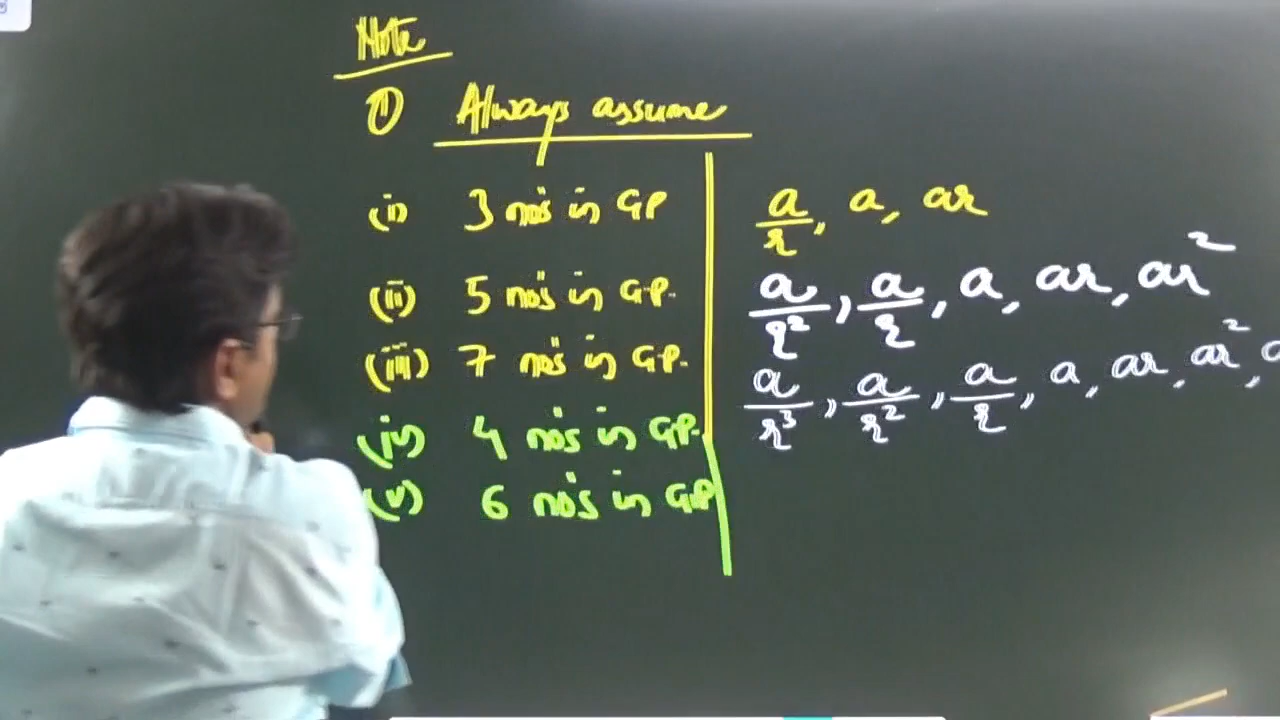 Note
① Always assume
(i) 3 no's in GP a/r, a, ar
(ii) 5 no's in G.P. a/r², a/r, a, ar, ar²
(iii) 7 no's in G.P. a/r³, a/r², a/r, a, ar, ar²,
(iv) 4 no's in G.P.
(v) 6 no's in G.P